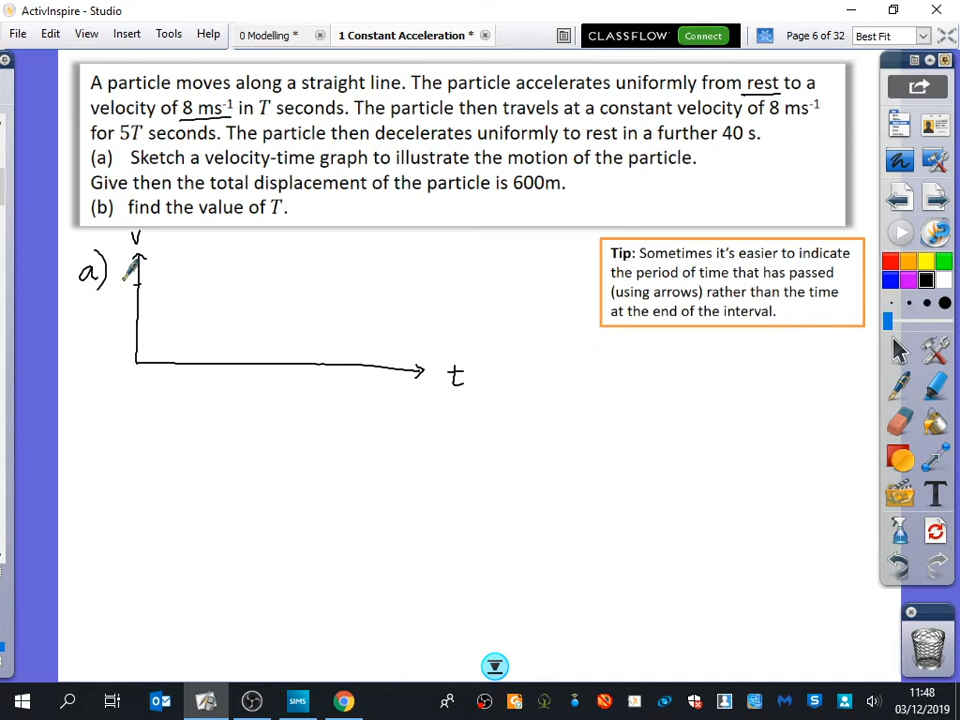 ActivInspire - Studio
File Edit View Insert Tools Help
0 Modelling *
1 Constant Acceleration *
CLASSFLOW Connect
Page 6 of 32
Best Fit
A particle moves along a straight line. The particle accelerates uniformly from rest to a
velocity of 8 ms⁻¹ in T seconds. The particle then travels at a constant velocity of 8 ms⁻¹
for 5T seconds. The particle then decelerates uniformly to rest in a further 40 s.
(a) Sketch a velocity-time graph to illustrate the motion of the particle.
Give then the total displacement of the particle is 600m.
(b) find the value of T.
a)
v
t
Tip: Sometimes it's easier to indicate
the period of time that has passed
(using arrows) rather than the time
at the end of the interval.
T
SIMS
S
11:48
03/12/2019